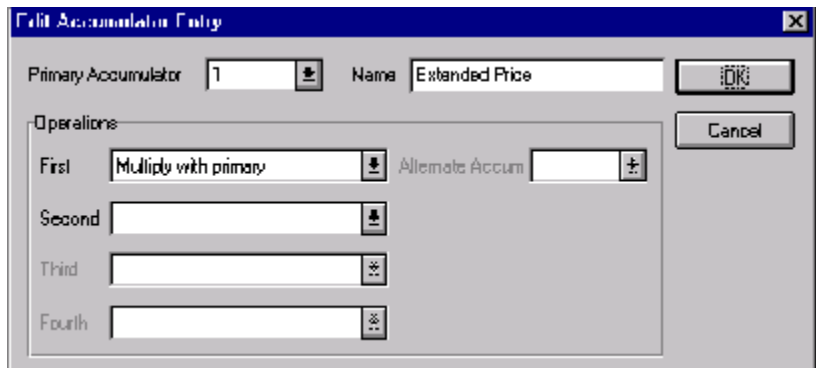 Edit Accumulator Entry
Primary Accumulator 1 Name Extended Price OK
Operations Cancel
First Multiply with primary Alternate Accum
Second
Third
Fourth